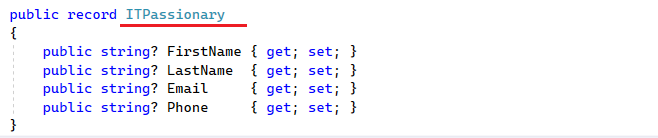 public record ITPassionary
{
    public string? FirstName { get; set; }
    public string? LastName  { get; set; }
    public string? Email     { get; set; }
    public string? Phone     { get; set; }
}